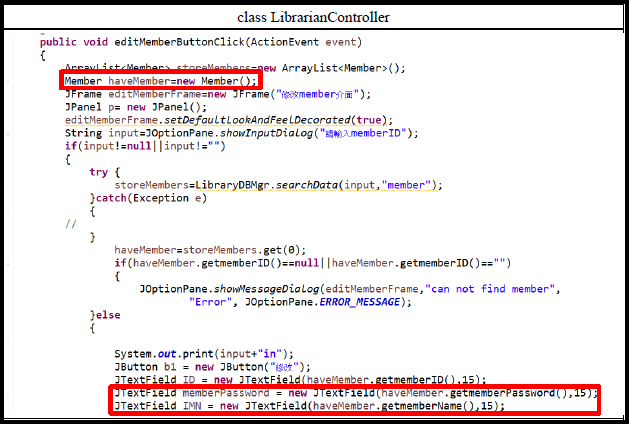 class LibrarianController
public void editMemberButtonClick(ActionEvent event)
{
ArrayList<Member> storeMembers=new ArrayList<Member>();
Member haveMember=new Member();
JFrame editMemberFrame=new JFrame("修改member介面");
JPanel p= new JPanel();
editMemberFrame.setDefaultLookAndFeelDecorated(true);
String input=JOptionPane.showInputDialog("請輸入memberID");
if(input!=null||input!="")
{
try {
storeMembers=LibraryDBMgr.searchData(input,"member");
}catch(Exception e)
{
//
}
haveMember=storeMembers.get(0);
if(haveMember.getmemberID()==null||haveMember.getmemberID()=="")
{
JOptionPane.showMessageDialog(editMemberFrame,"can not find member",
"Error", JOptionPane.ERROR_MESSAGE);
}else
{
System.out.print(input+"in");
JButton b1 = new JButton("修改");
JTextField ID = new JTextField(haveMember.getmemberID(),15);
JTextField memberPassword = new JTextField(haveMember.getmemberPassword(),15);
JTextField IMN = new JTextField(haveMember.getmemberName(),15);